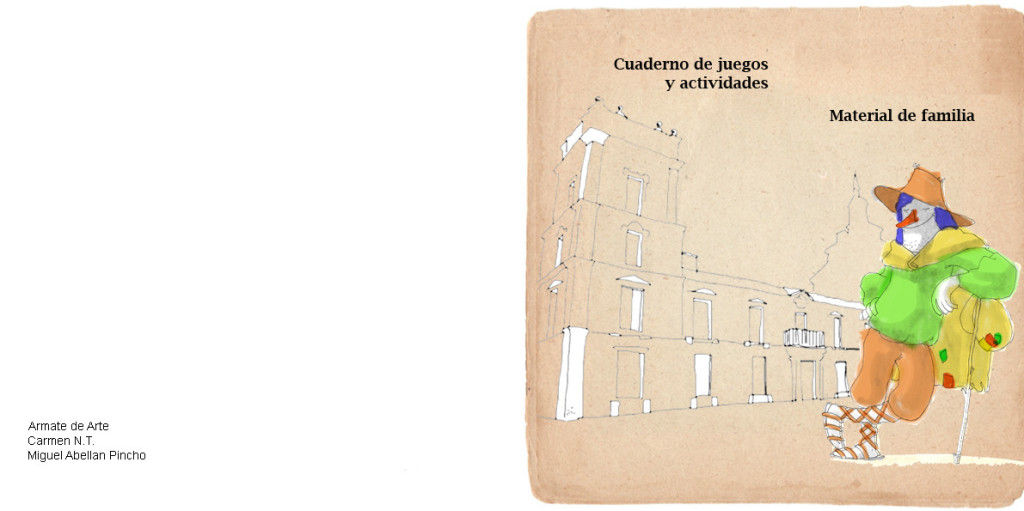 Cuaderno de juegos
y actividades
Material de familia
Armate de Arte
Carmen N.T.
Miguel Abellan Pincho